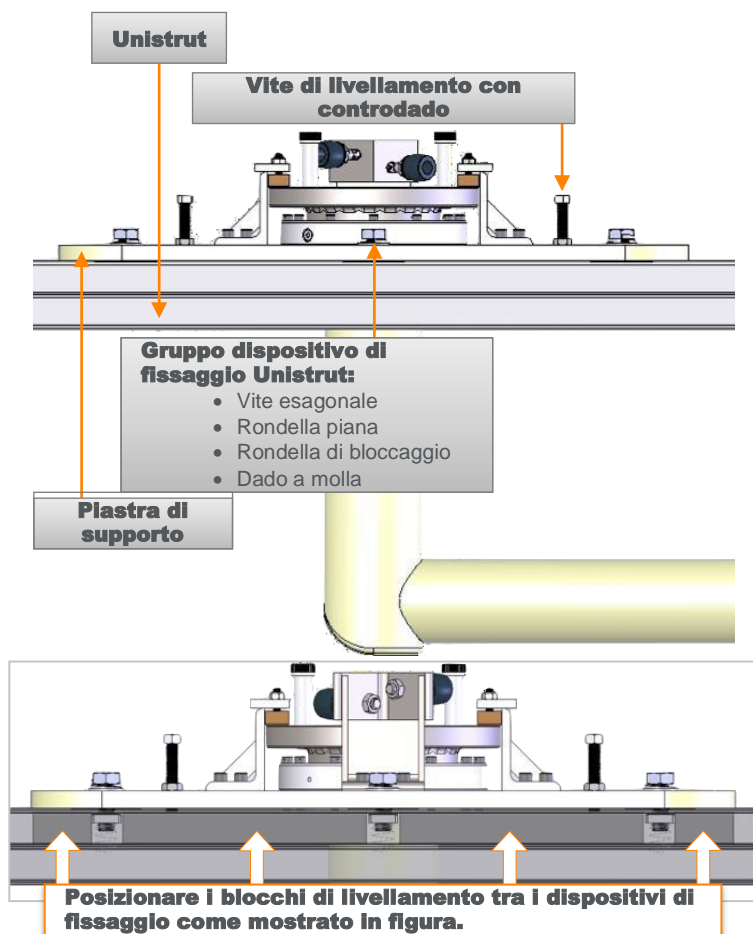 Unistrut
Vite di livellamento con
controdado
Gruppo dispositivo di
fissaggio Unistrut:
• Vite esagonale
• Rondella piana
• Rondella di bloccaggio
• Dado a molla
Piastra di
supporto
Posizionare i blocchi di livellamento tra i dispositivi di
fissaggio come mostrato in figura.